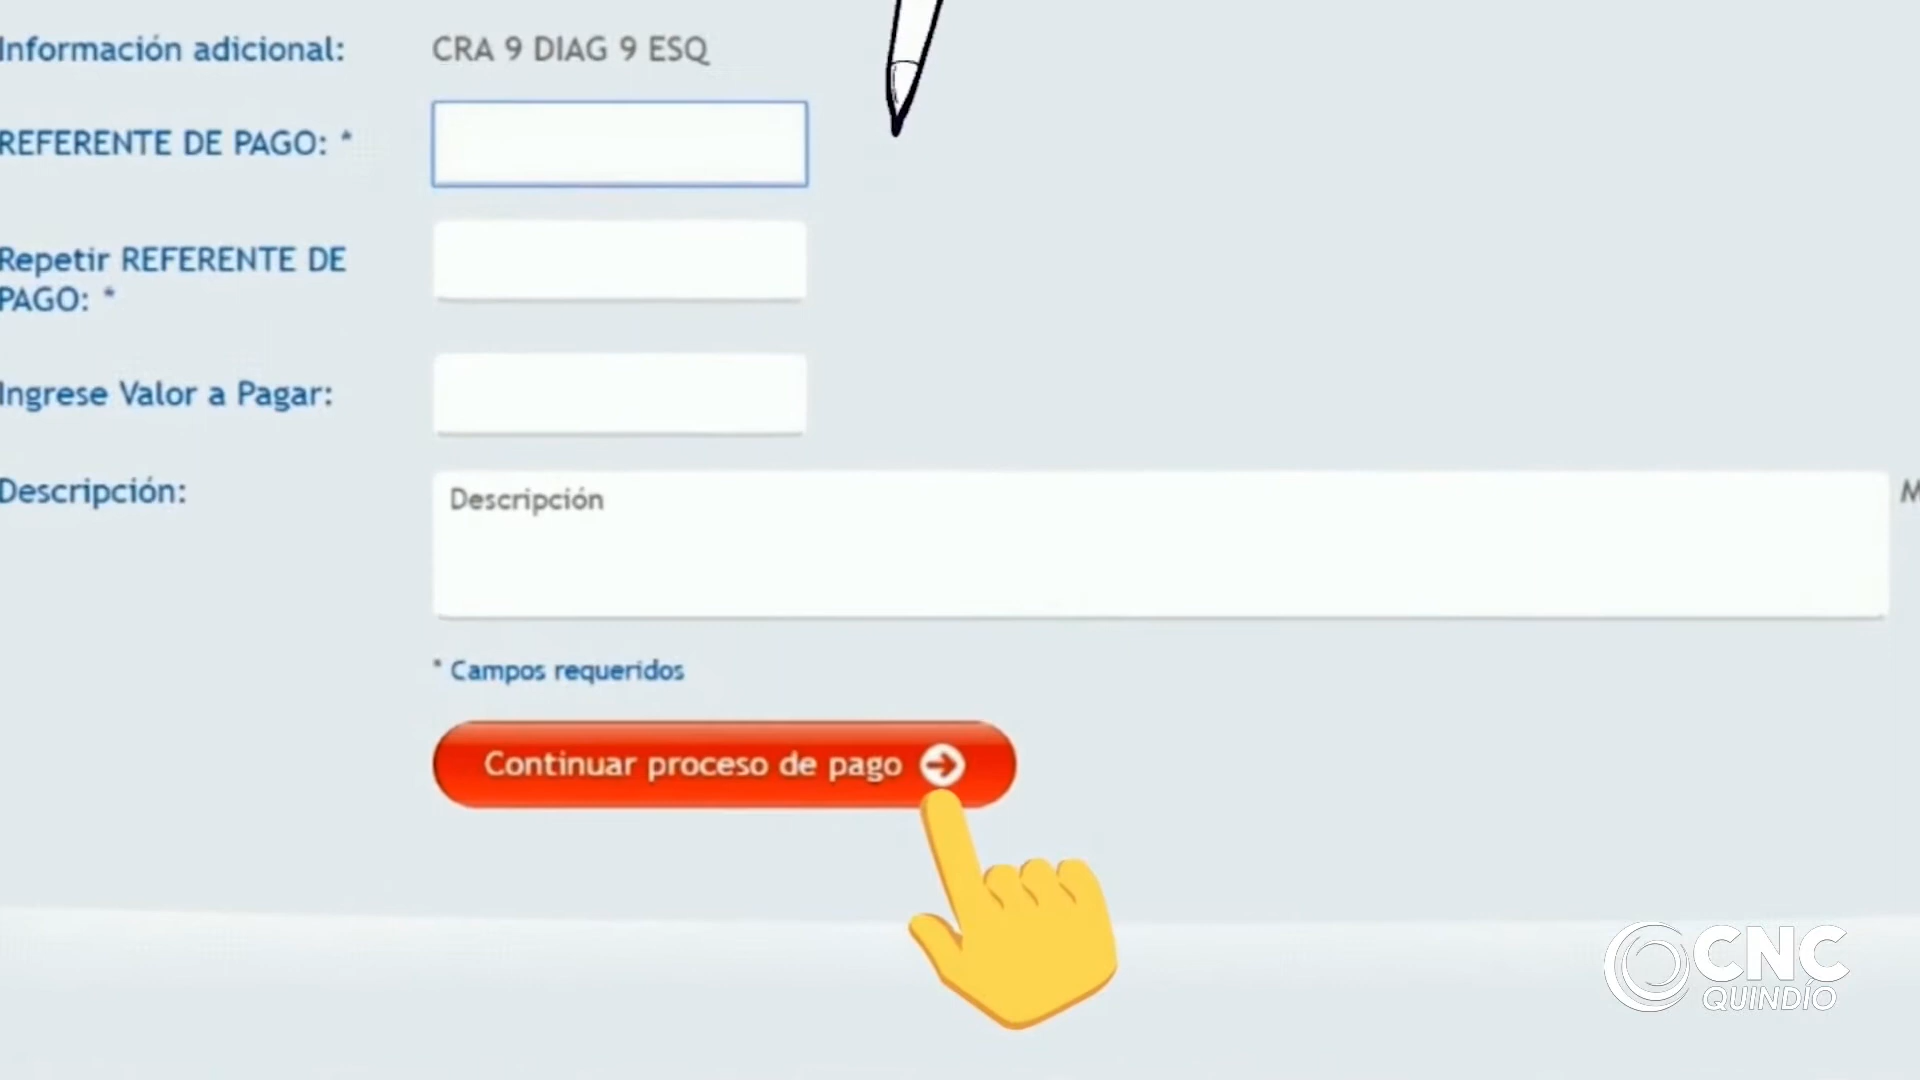 Información adicional: CRA 9 DIAG 9 ESQ
REFERENTE DE PAGO: *
Repetir REFERENTE DE
PAGO: *
Ingrese Valor a Pagar:
Descripción: Descripción
* Campos requeridos
Continuar proceso de pago
CNC
QUINDÍO